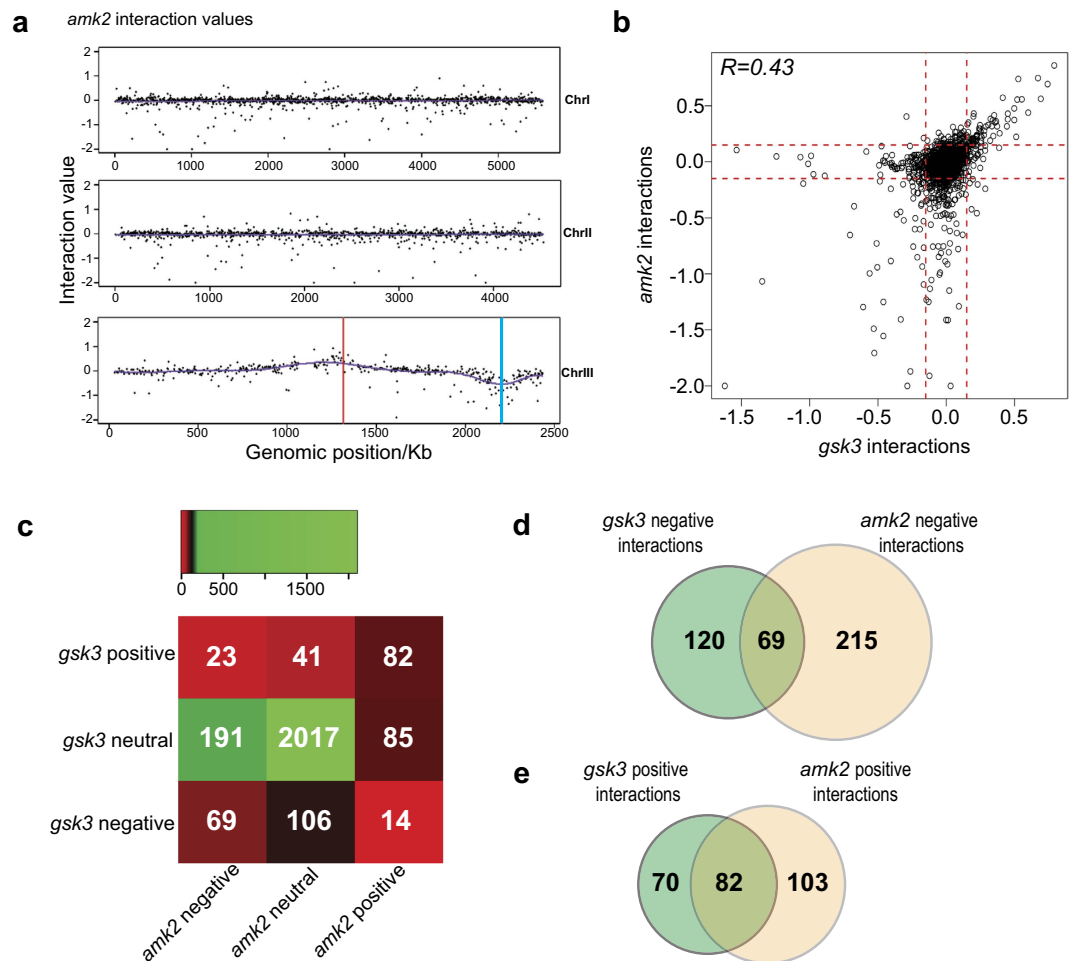 a
amk2 interaction values
Interaction value
2
1
0
-1
-2
ChrI
0 1000 2000 3000 4000 5000
2
1
0
-1
-2
ChrII
0 1000 2000 3000 4000
2
1
0
-1
-2
ChrIII
0 500 1000 1500 2000 2500
Genomic position/Kb
b
R=0.43
amk2 interactions
0.5
0.0
-0.5
-1.0
-1.5
-2.0
-1.5 -1.0 -0.5 0.0 0.5
gsk3 interactions
c
0 500 1500
gsk3 positive 23 41 82
gsk3 neutral 191 2017 85
gsk3 negative 69 106 14
amk2 negative
amk2 neutral
amk2 positive
d
gsk3 negative
interactions
amk2 negative
interactions
120 69 215
e
gsk3 positive
interactions
amk2 positive
interactions
70 82 103